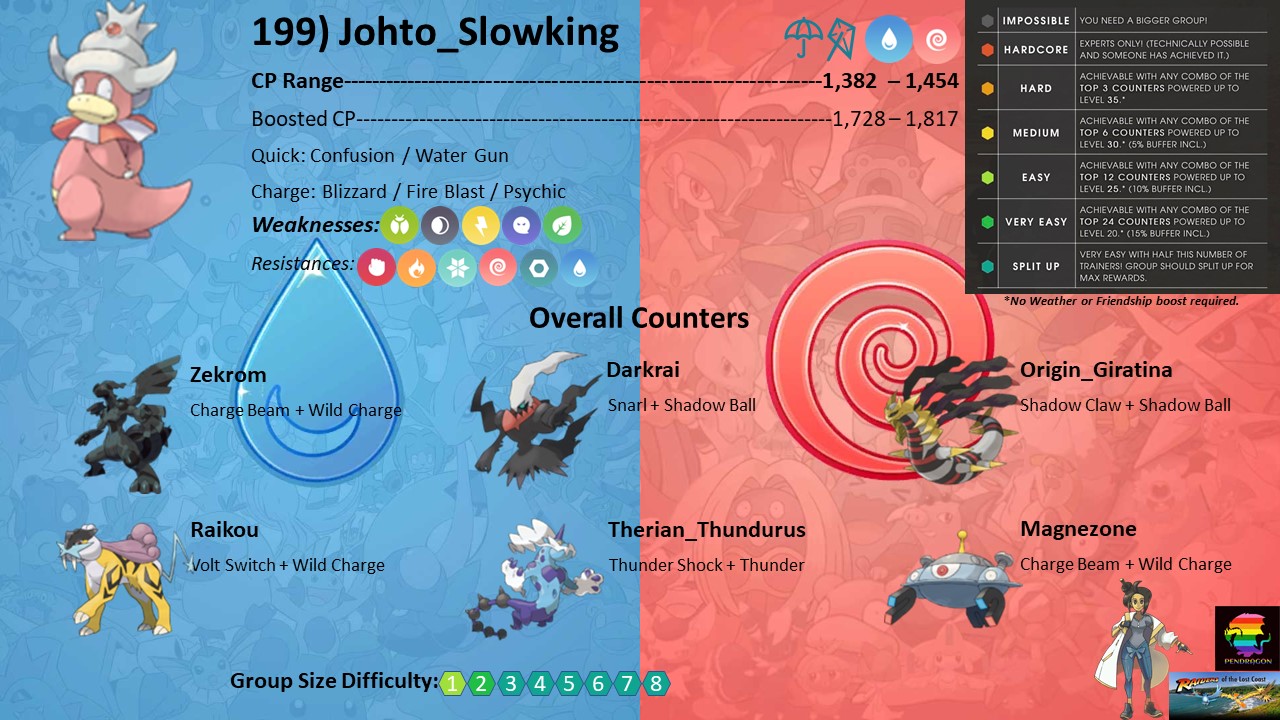 199) Johto_Slowking
CP Range------------------------------------------------------------------1,382 – 1,454
Boosted CP------------------------------------------------------------------1,728 – 1,817
Quick: Confusion / Water Gun
Charge: Blizzard / Fire Blast / Psychic
Weaknesses:
Resistances:
IMPOSSIBLE YOU NEED A BIGGER GROUP!
HARDCORE EXPERTS ONLY! (TECHNICALLY POSSIBLE
AND SOMEONE HAS ACHIEVED IT.)
HARD ACHIEVABLE WITH ANY COMBO OF THE
TOP 3 COUNTERS POWERED UP TO
LEVEL 35.*
MEDIUM ACHIEVABLE WITH ANY COMBO OF THE
TOP 6 COUNTERS POWERED UP TO
LEVEL 30.* (5% BUFFER INCL.)
EASY ACHIEVABLE WITH ANY COMBO OF THE
TOP 12 COUNTERS POWERED UP TO
LEVEL 25.* (10% BUFFER INCL.)
VERY EASY ACHIEVABLE WITH ANY COMBO OF THE
TOP 24 COUNTERS POWERED UP TO
LEVEL 20.* (15% BUFFER INCL.)
SPLIT UP VERY EASY WITH HALF THIS NUMBER OF
TRAINERS! GROUP SHOULD SPLIT UP FOR
MAX REWARDS.
*No Weather or Friendship boost required.
Overall Counters
Zekrom
Charge Beam + Wild Charge
Darkrai
Snarl + Shadow Ball
Origin_Giratina
Shadow Claw + Shadow Ball
Raikou
Volt Switch + Wild Charge
Therian_Thundurus
Thunder Shock + Thunder
Magnezone
Charge Beam + Wild Charge
Group Size Difficulty: 1 2 3 4 5 6 7 8
PENDRAGON
RAIDERS of the Lost Coast